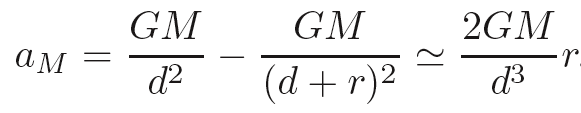 a_M = \frac{GM}{d^2} - \frac{GM}{(d+r)^2} \simeq \frac{2GM}{d^3} r.